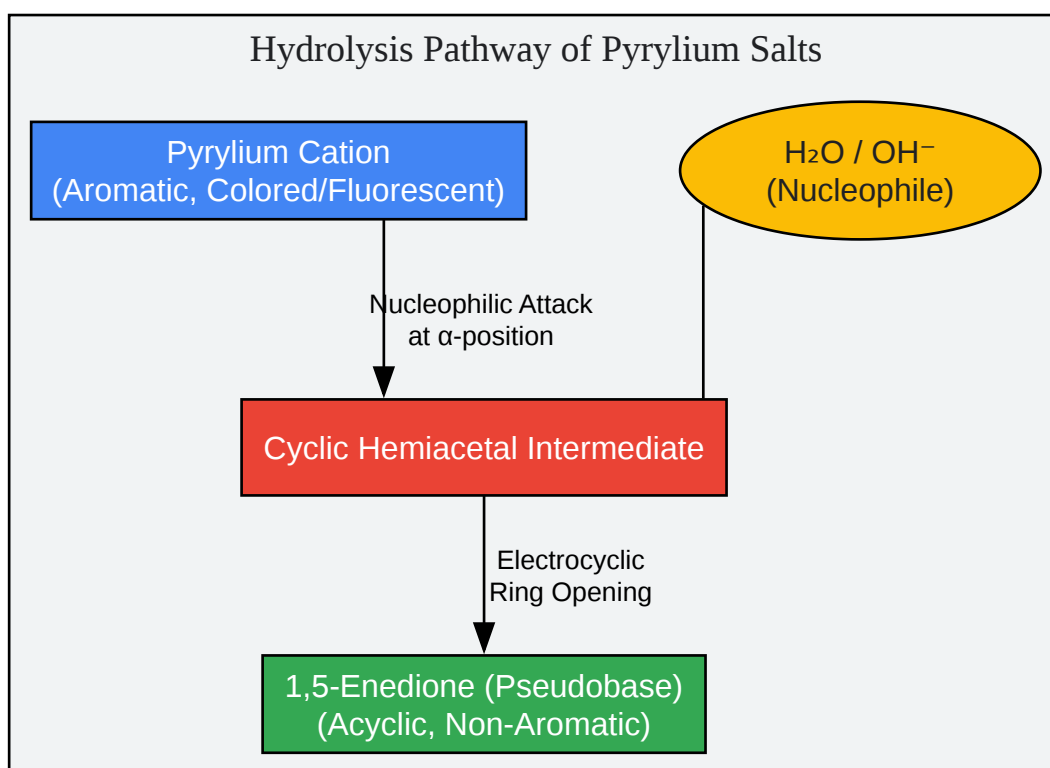 Hydrolysis Pathway of Pyrylium Salts
Pyrylium Cation
(Aromatic, Colored/Fluorescent)
H₂O / OH⁻
(Nucleophile)
Nucleophilic Attack
at α-position
Cyclic Hemiacetal Intermediate
Electrocyclic
Ring Opening
1,5-Enedione (Pseudobase)
(Acyclic, Non-Aromatic)